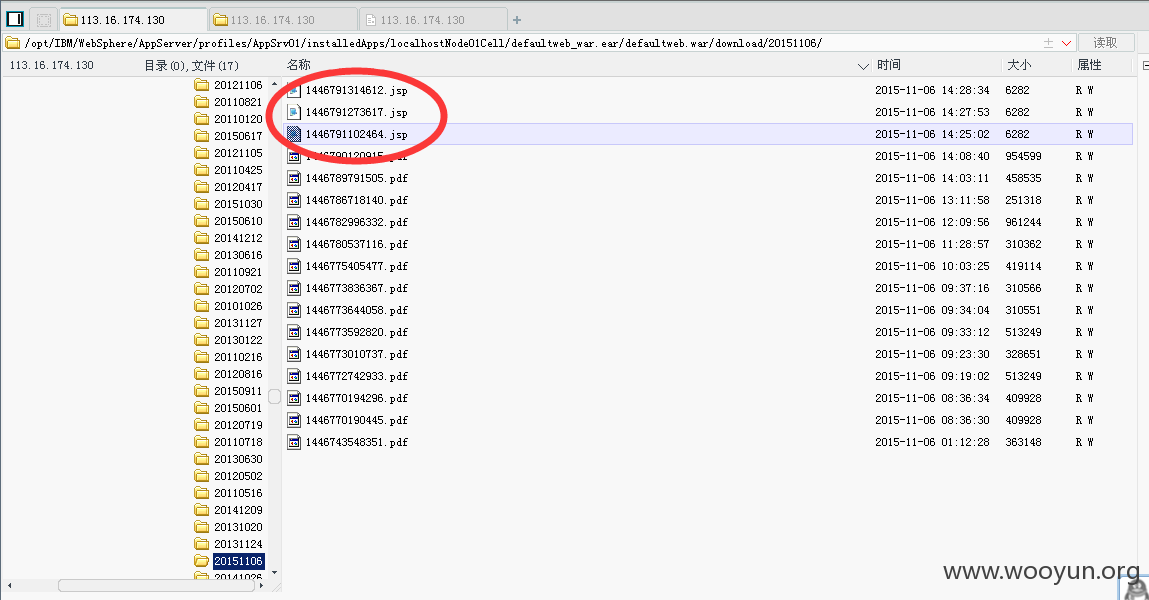 113.16.174.130
113.16.174.130
113.16.174.130
/opt/IBM/WebSphere/AppServer/profiles/AppSrv01/installedApps/localhostNode01Cell/defaultweb_war.ear/defaultweb.war/download/20151106/
读取
113.16.174.130
目录(0),文件(17)
名称
时间
大小
属性
20121106
20110821
20110120
20150617
20121105
20110425
20120417
20151030
20150610
20141212
20130616
20110921
20120702
20101026
20131127
20130122
20110216
20120816
20150911
20150601
20120719
20110718
20130630
20120502
20110516
20141209
20131020
20131124
20151106
20141026
1446791314612.jsp 2015-11-06 14:28:34 6282 R W
1446791273617.jsp 2015-11-06 14:27:53 6282 R W
1446791102464.jsp 2015-11-06 14:25:02 6282 R W
1446790120915.pdf 2015-11-06 14:08:40 954599 R W
1446789791505.pdf 2015-11-06 14:03:11 458535 R W
1446786718140.pdf 2015-11-06 13:11:58 251318 R W
1446782996332.pdf 2015-11-06 12:09:56 961244 R W
1446780537116.pdf 2015-11-06 11:28:57 310362 R W
1446775405477.pdf 2015-11-06 10:03:25 419114 R W
1446773836367.pdf 2015-11-06 09:37:16 310566 R W
1446773644058.pdf 2015-11-06 09:34:04 310551 R W
1446773592820.pdf 2015-11-06 09:33:12 513249 R W
1446773010737.pdf 2015-11-06 09:23:30 328651 R W
1446772742933.pdf 2015-11-06 09:19:02 513249 R W
1446770194296.pdf 2015-11-06 08:36:34 409928 R W
1446770190445.pdf 2015-11-06 08:36:30 409928 R W
1446743548351.pdf 2015-11-06 01:12:28 363148 R W
www.wooyun.org